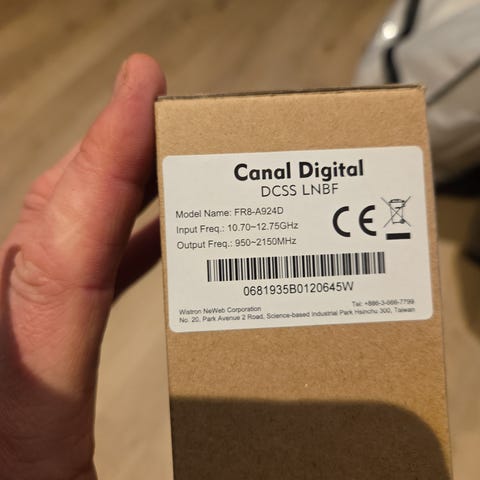 Canal Digital
DCSS LNBF
Model Name: FR8-A924D
Input Freq.: 10.70~12.75GHz
Output Freq.: 950~2150MHz
CE
0681935B0120645W
Wistron NeWeb Corporation
Tel: +886-3-666-7799
No. 20, Park Avenue 2 Road, Science-based Industrial Park Hsinchu 300, Taiwan